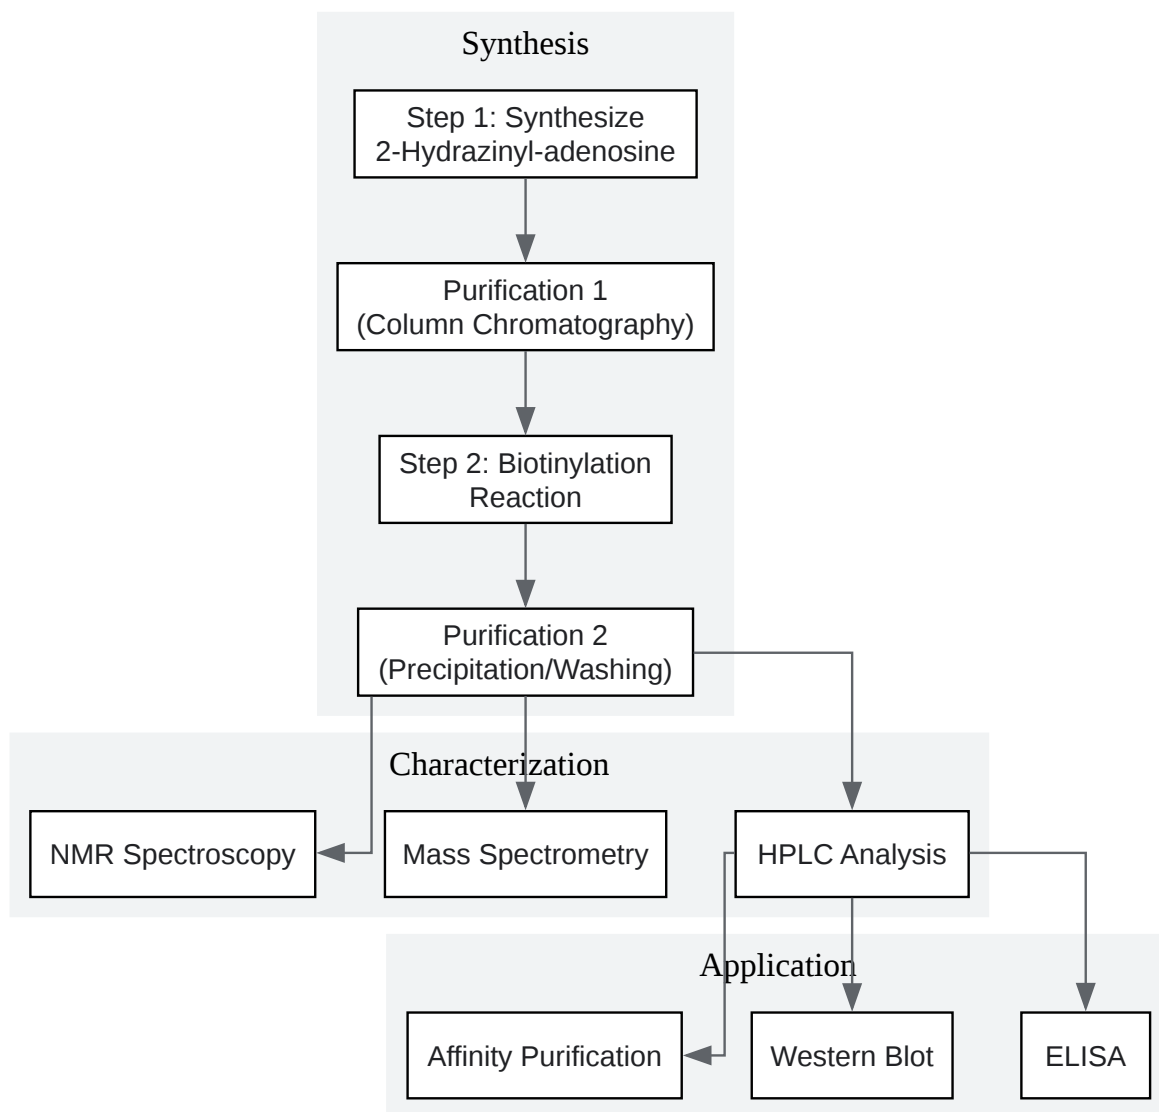 Synthesis
Step 1: Synthesize
2-Hydrazinyl-adenosine
Purification 1
(Column Chromatography)
Step 2: Biotinylation
Reaction
Purification 2
(Precipitation/Washing)
Characterization
NMR Spectroscopy
Mass Spectrometry
HPLC Analysis
Application
Affinity Purification
Western Blot
ELISA